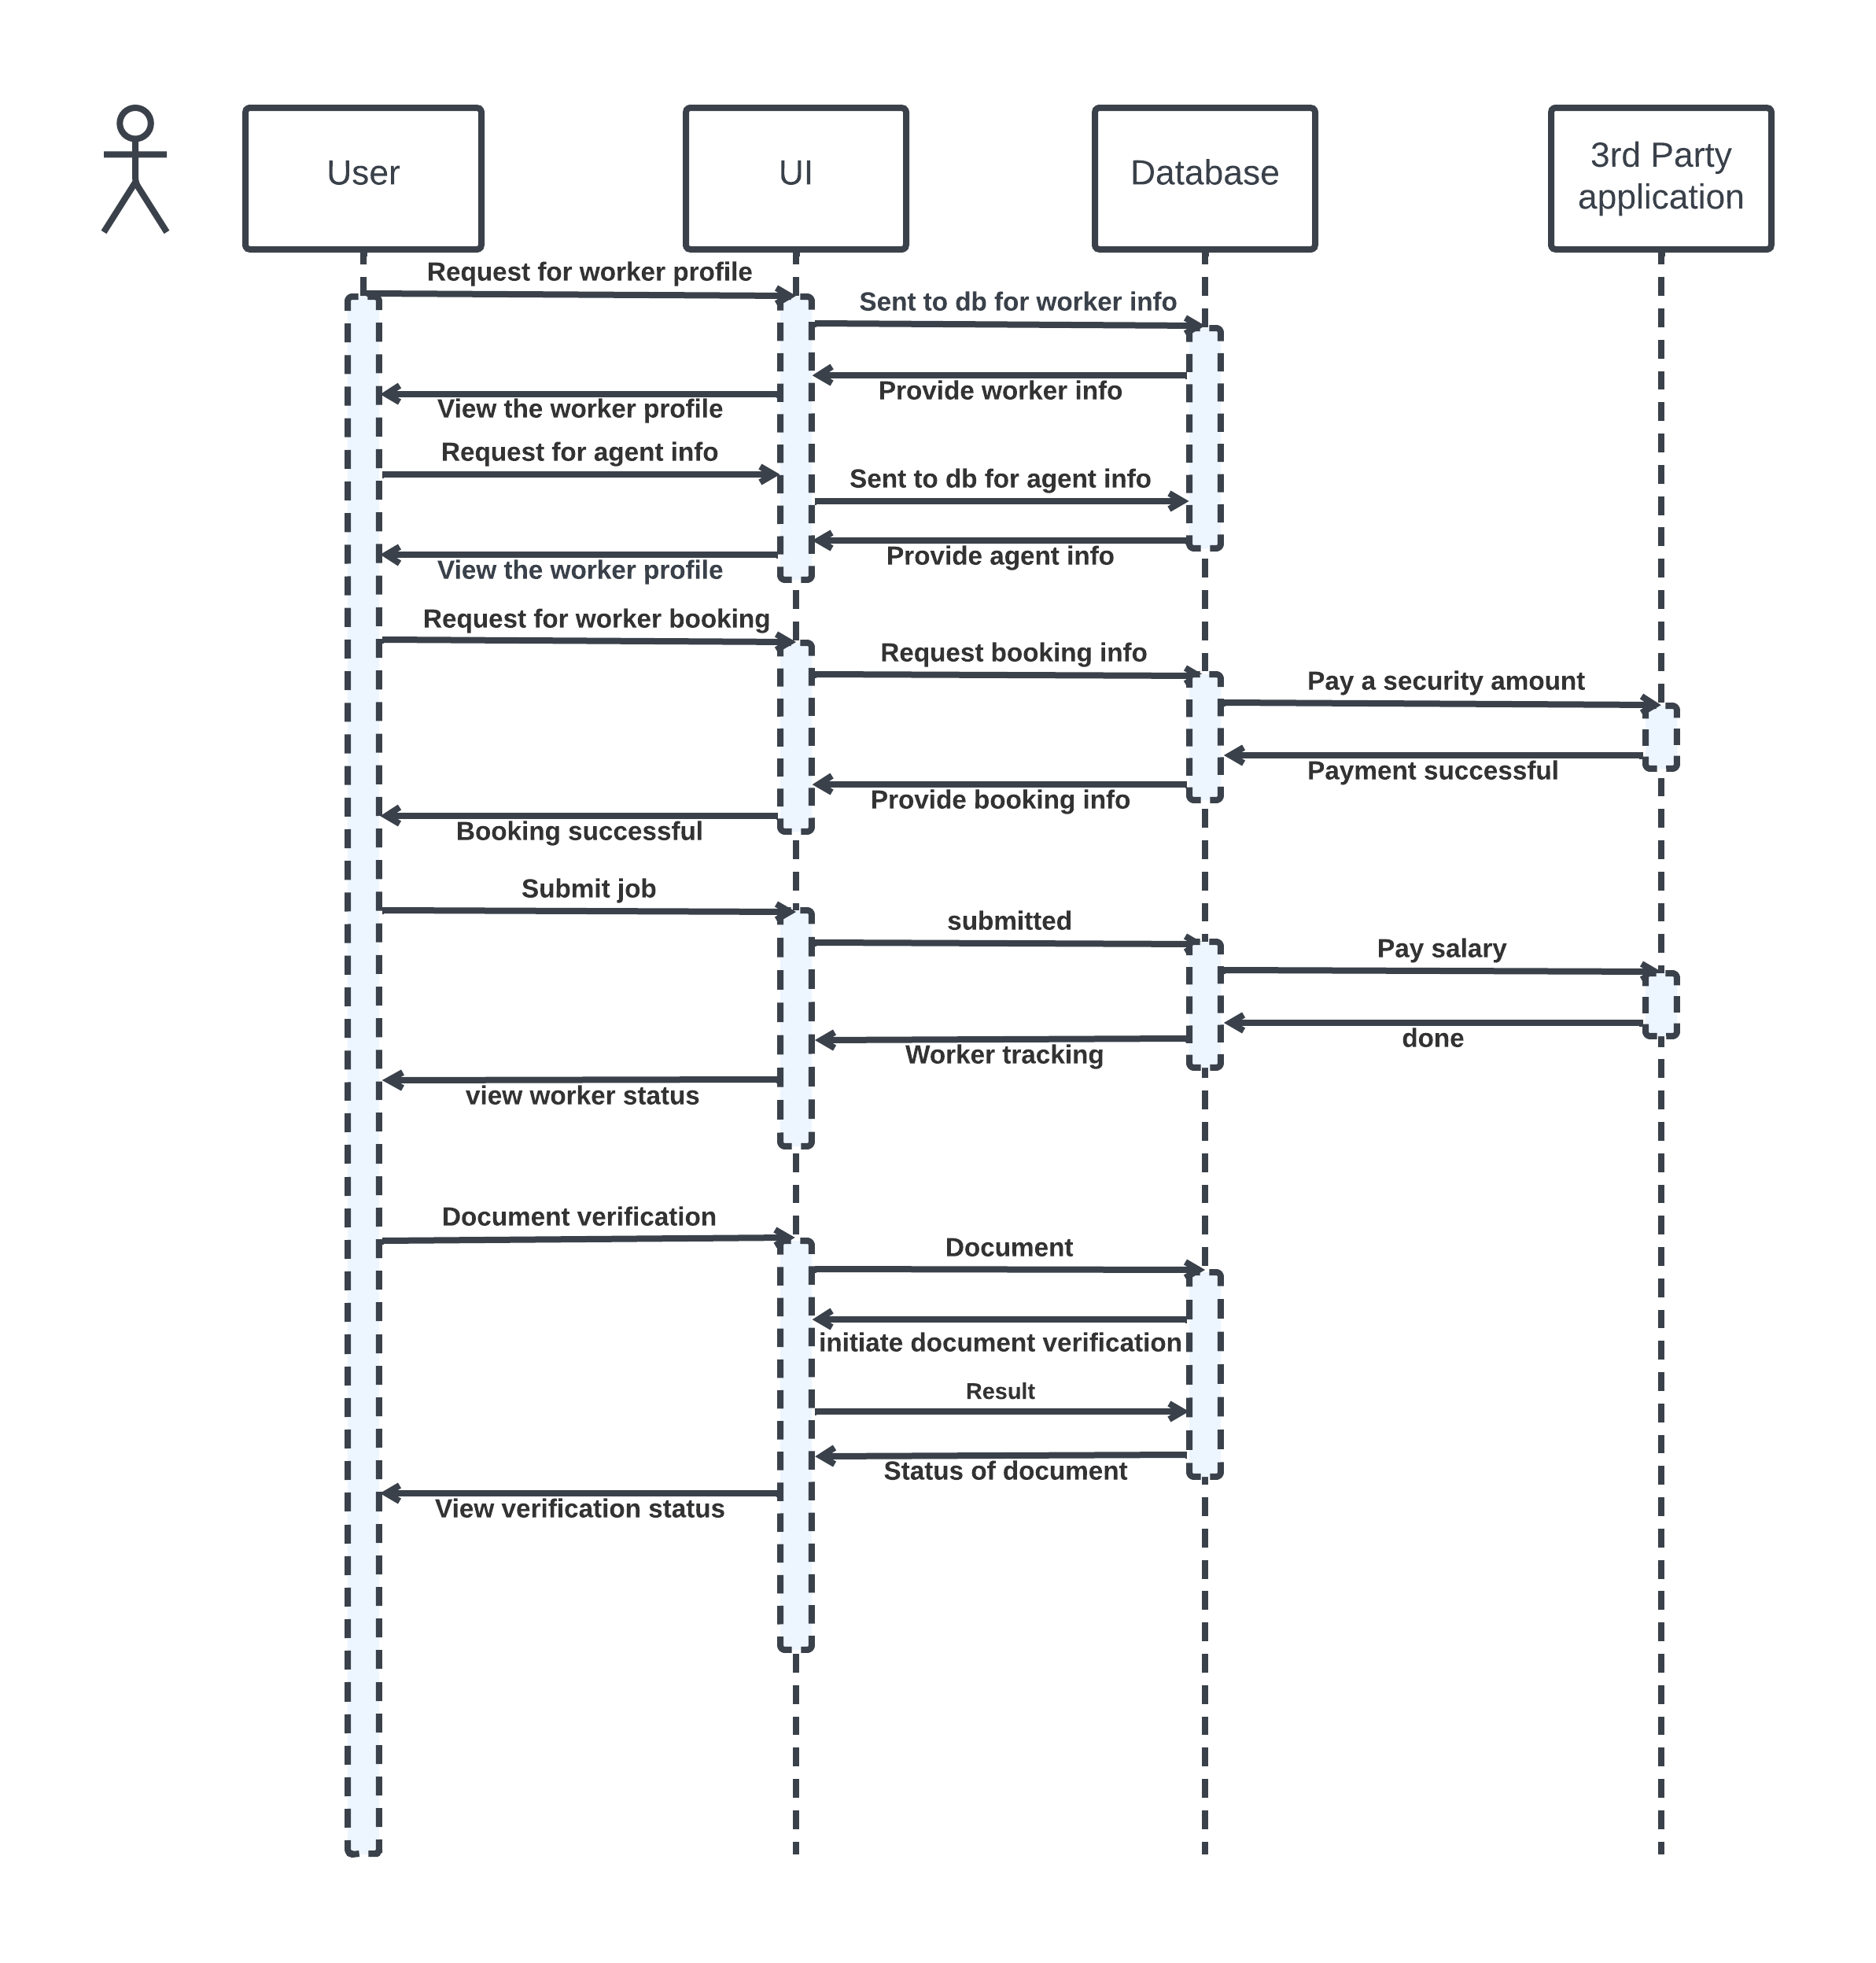 User
UI
Database
3rd Party
application
Request for worker profile
Sent to db for worker info
Provide worker info
View the worker profile
Request for agent info
Sent to db for agent info
Provide agent info
View the worker profile
Request for worker booking
Request booking info
Pay a security amount
Payment successful
Provide booking info
Booking successful
Submit job
submitted
Pay salary
done
Worker tracking
view worker status
Document verification
Document
initiate document verification
Result
Status of document
View verification status